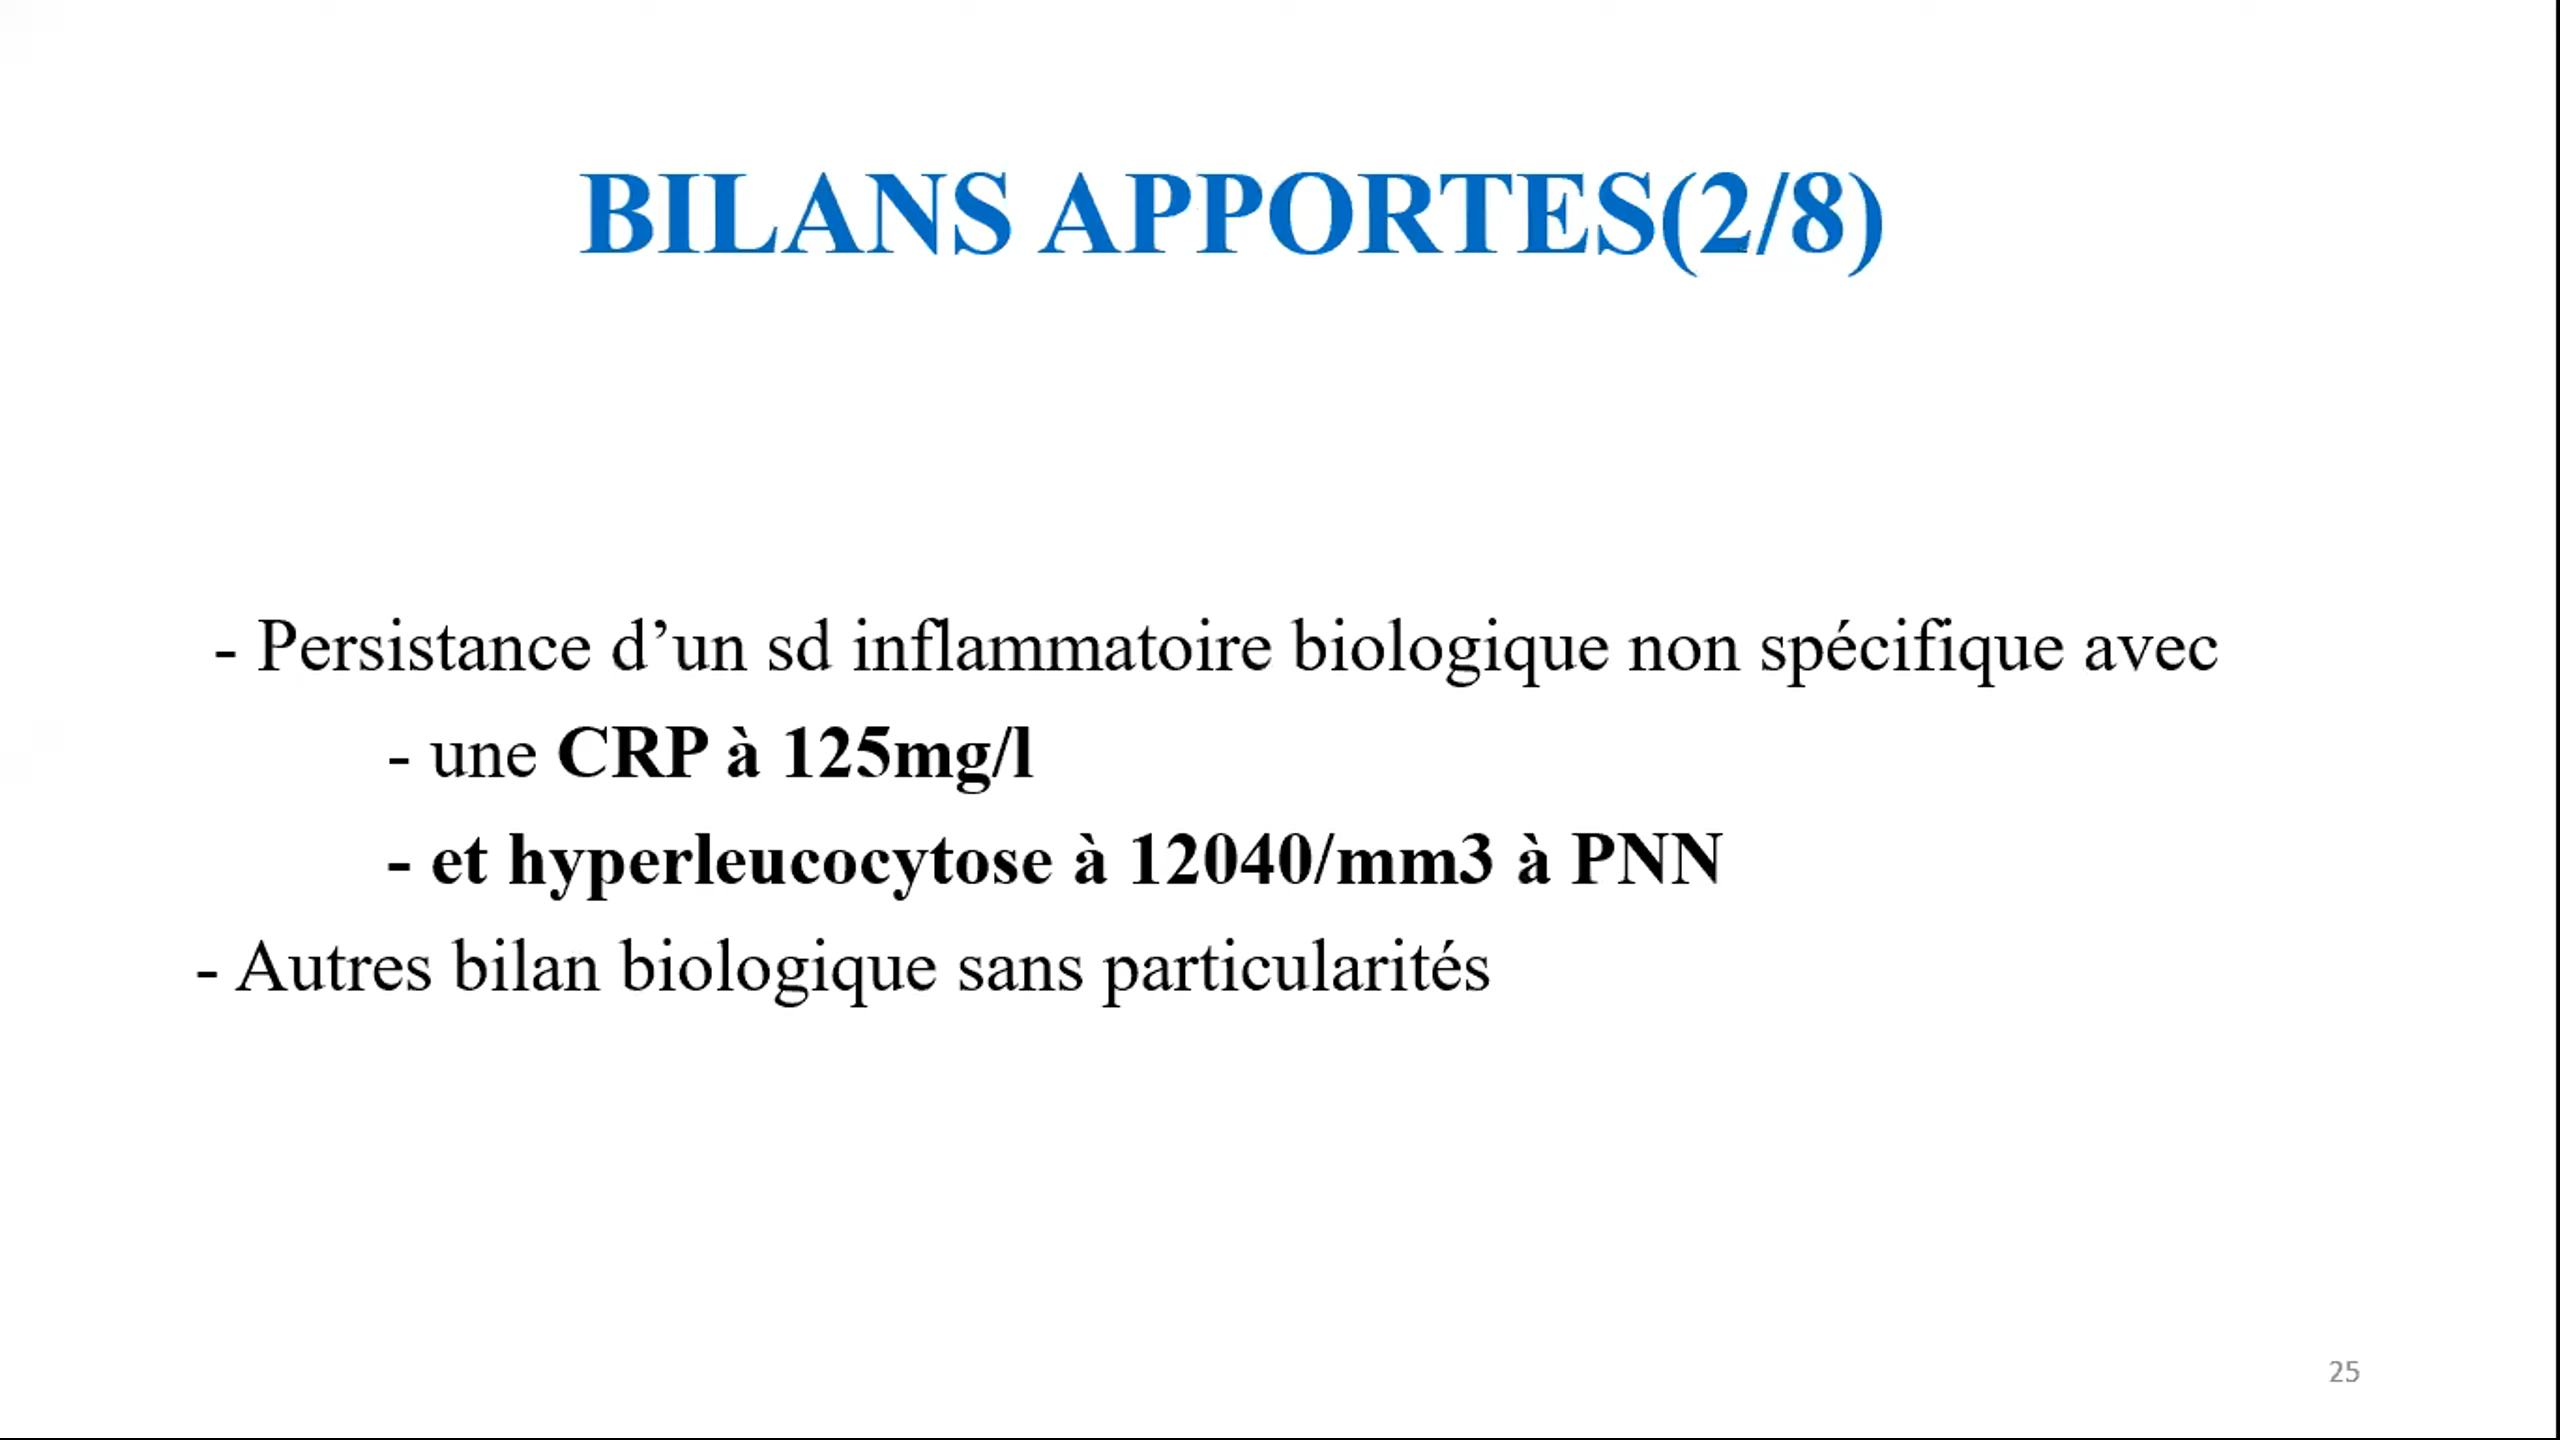 BILANS APPORTES(2/8)
- Persistance d’un sd inflammatoire biologique non spécifique avec
- une CRP à 125mg/l
- et hyperleucocytose à 12040/mm3 à PNN
- Autres bilan biologique sans particularités
25